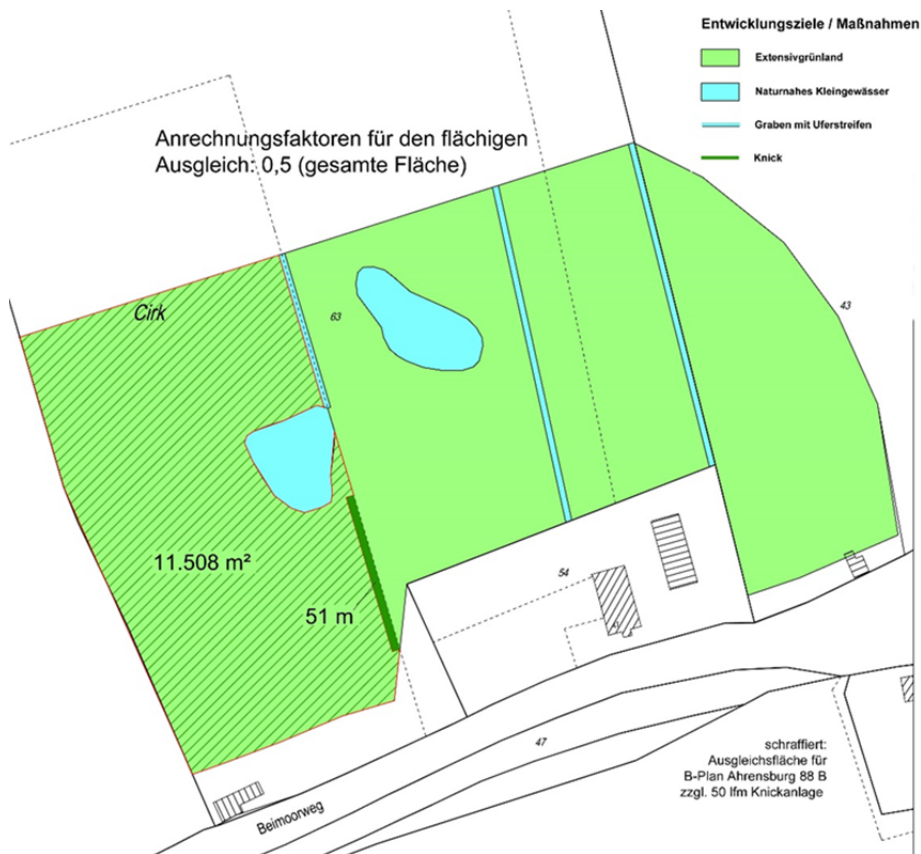 Entwicklungsziele / Maßnahmen
Extensivgrünland
Naturnahes Kleingewässer
Graben mit Uferstreifen
Knick
Anrechnungsfaktoren für den flächigen
Ausgleich: 0,5 (gesamte Fläche)
Cirk
63
43
11.508 m²
51 m
54
47
Beimoorweg
schraffiert:
Ausgleichsfläche für
B-Plan Ahrensburg 88 B
zzgl. 50 lfm Knickanlage